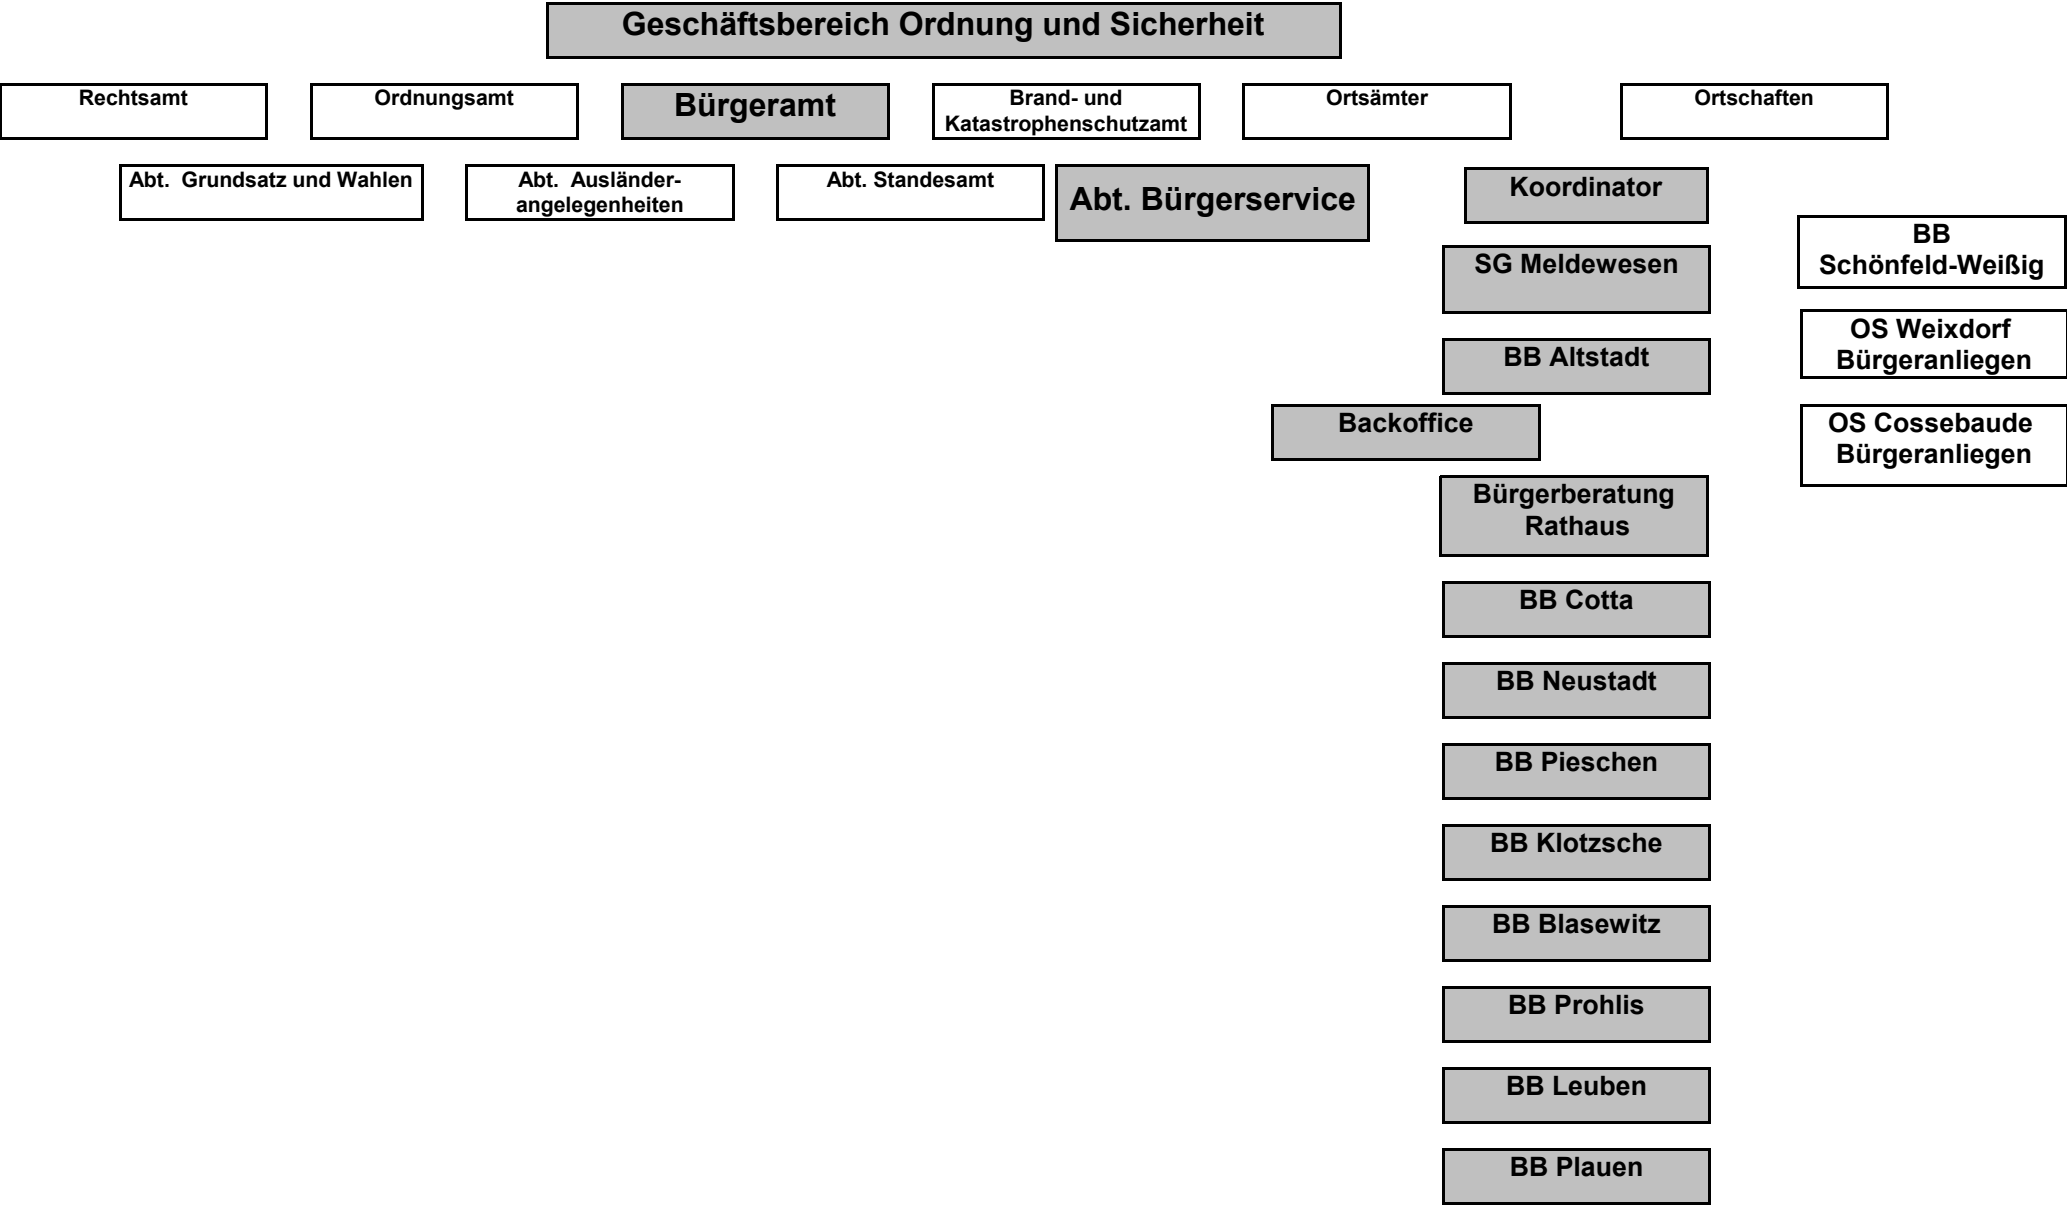 Geschäftsbereich Ordnung und Sicherheit
Rechtsamt
Ordnungsamt
Bürgeramt
Brand- und
Katastrophenschutzamt
Ortsämter
Ortschaften
Abt. Grundsatz und Wahlen
Abt. Ausländer-
angelegenheiten
Abt. Standesamt
Abt. Bürgerservice
Koordinator
BB
Schönfeld-Weißig
SG Meldewesen
OS Weixdorf
Bürgeranliegen
BB Altstadt
Backoffice
OS Cossebaude
Bürgeranliegen
Bürgerberatung
Rathaus
BB Cotta
BB Neustadt
BB Pieschen
BB Klotzsche
BB Blasewitz
BB Prohlis
BB Leuben
BB Plauen